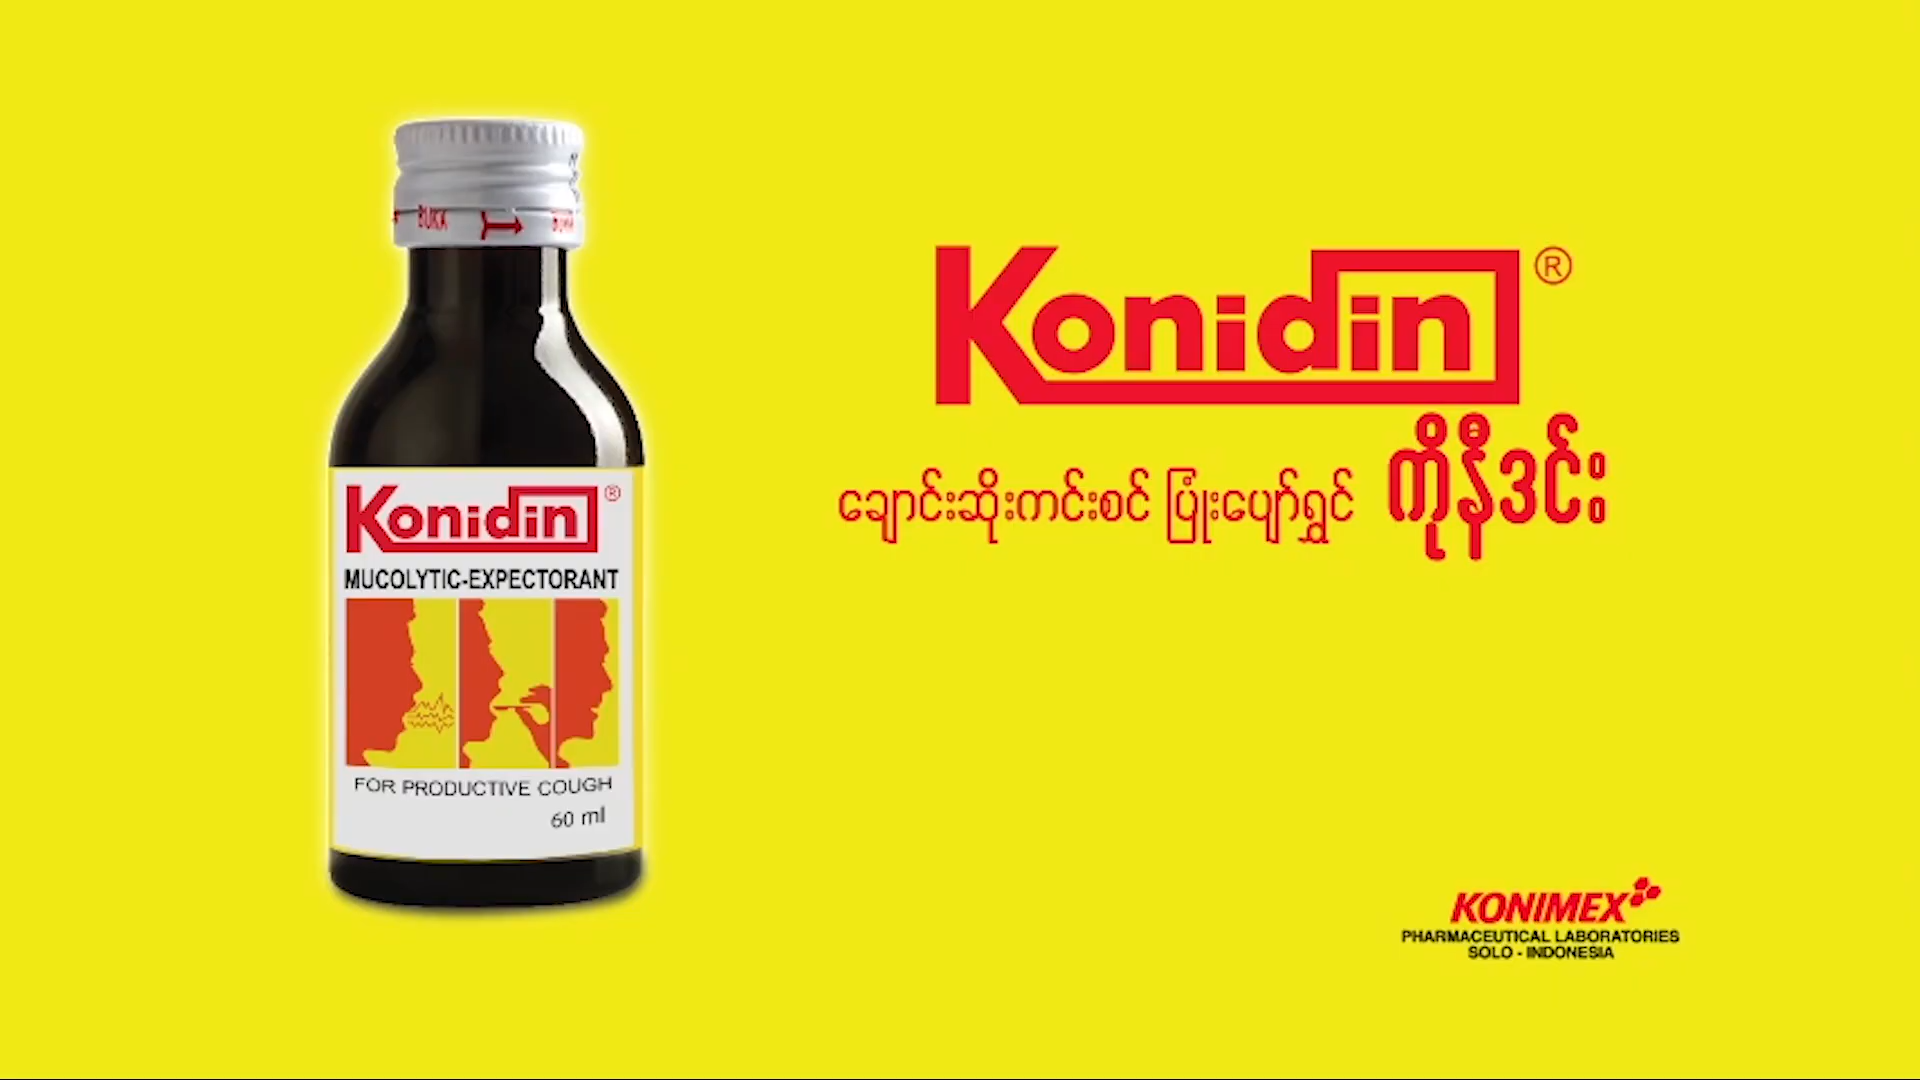 BUKA
Konidin®
MUCOLYTIC-EXPECTORANT
FOR PRODUCTIVE COUGH
60 ml
Konidin®
ချောင်းဆိုးကင်းစင် ပြုံးပျော်ရွှင် ကိုနီဒင်း
KONIMEX
PHARMACEUTICAL LABORATORIES
SOLO - INDONESIA